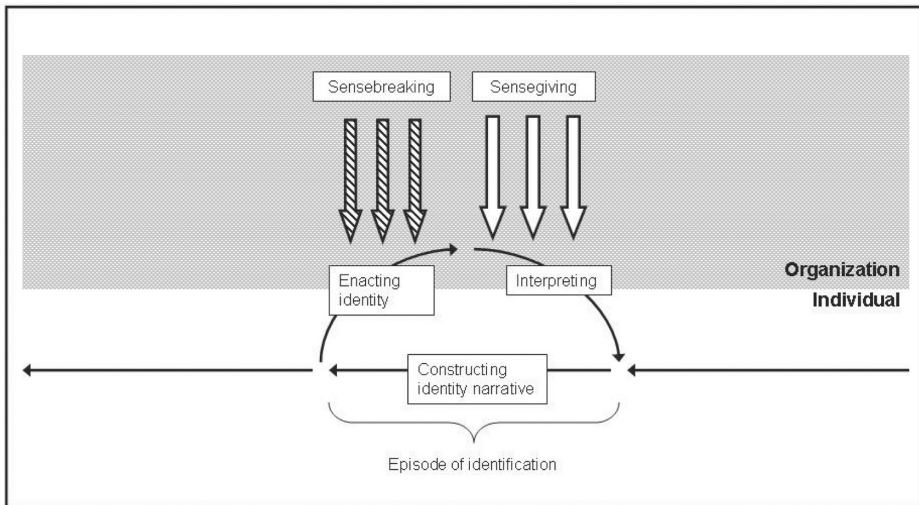 Sensebreaking
Sensegiving
Organization
Individual
Enacting
identity
Interpreting
Constructing
identity narrative
Episode of identification